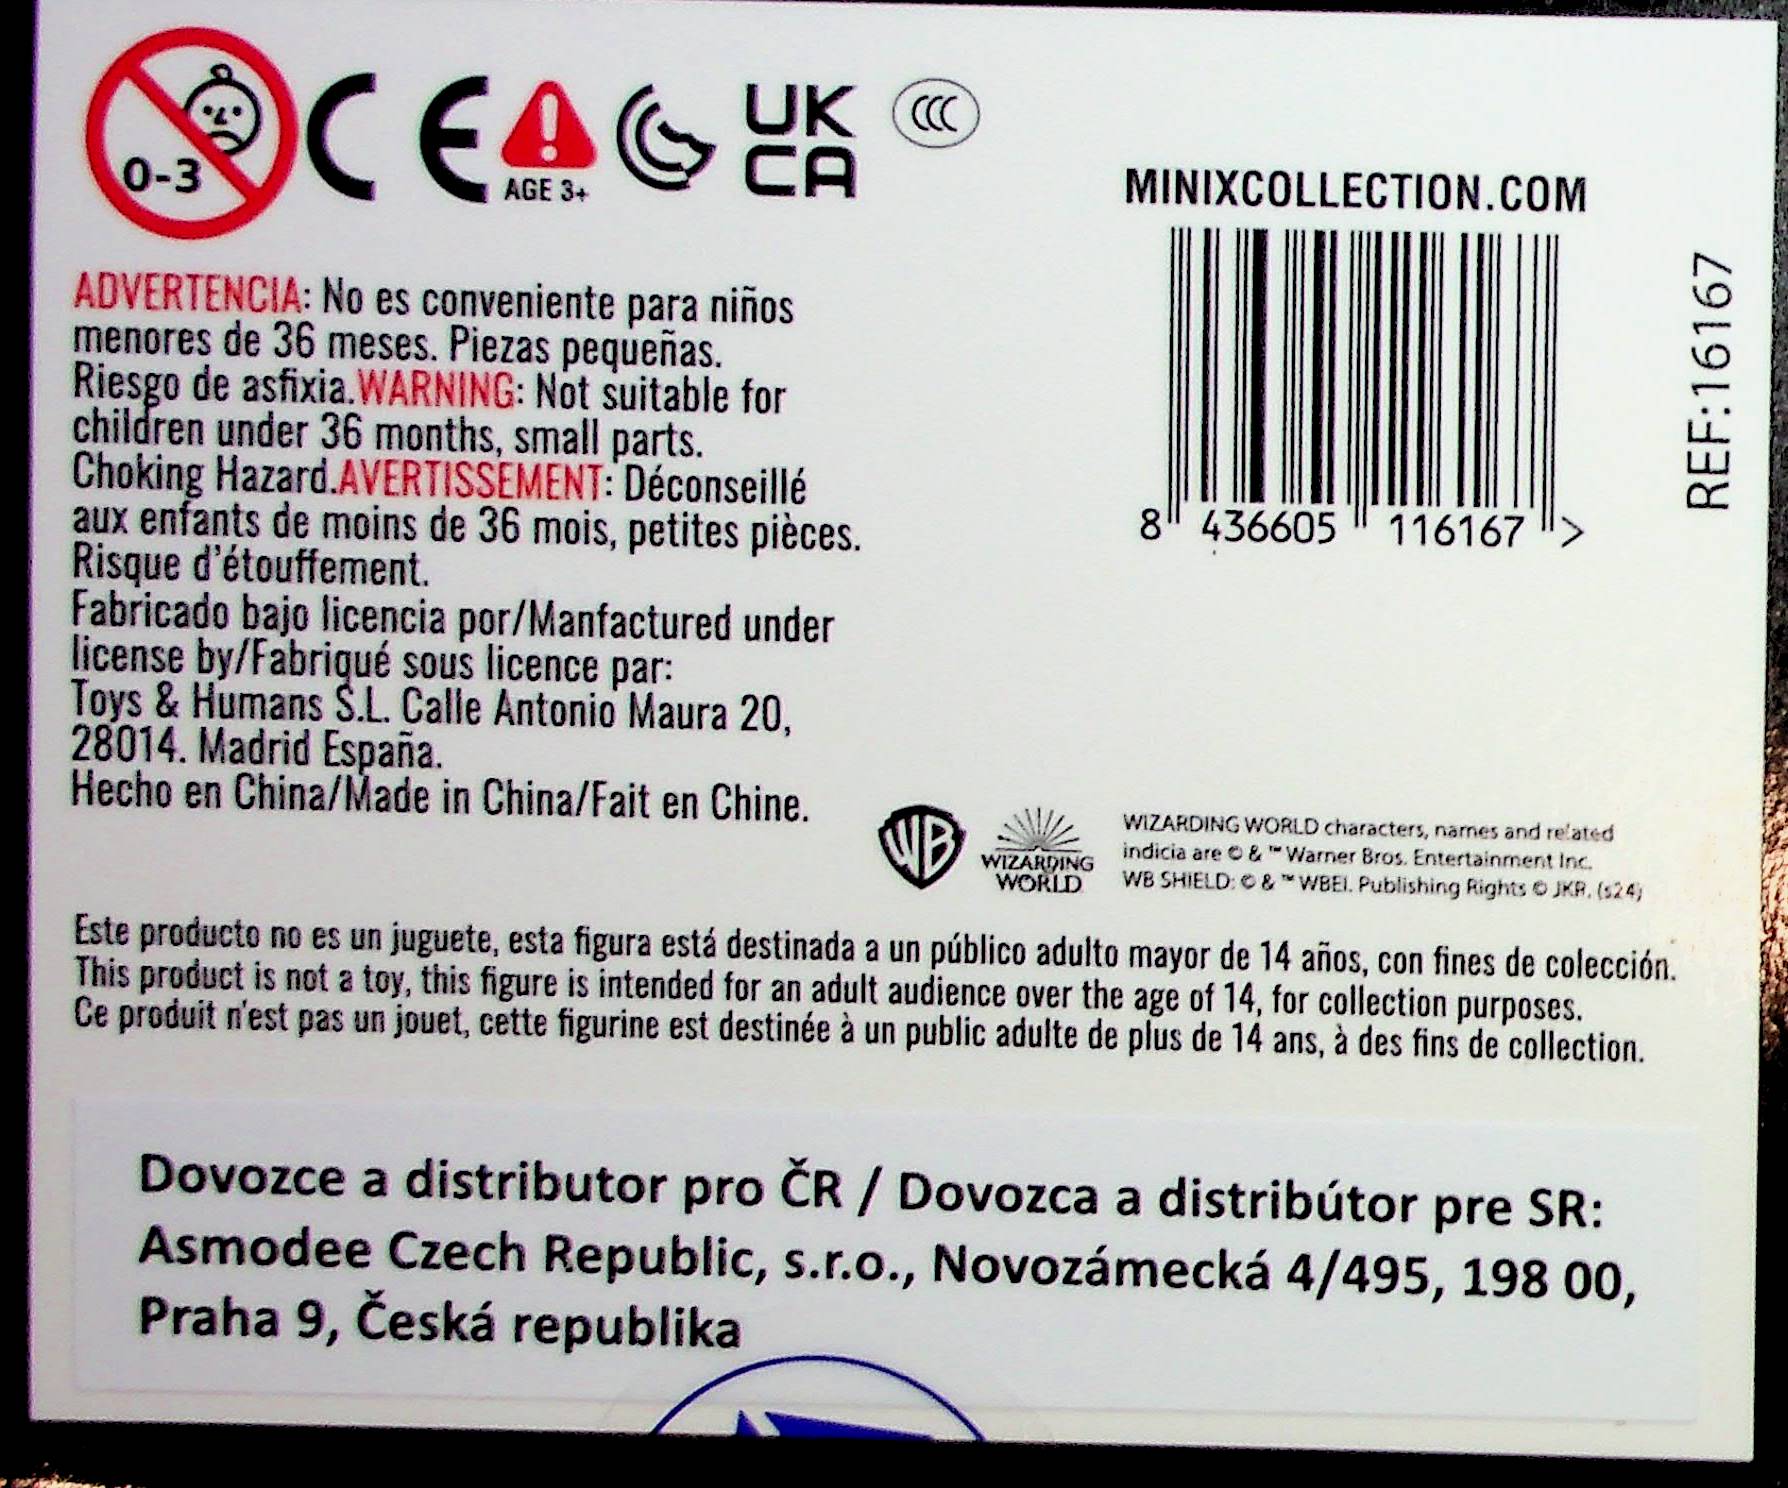 0-3
CE
AGE 3+
UK
CA
CCC
MINIXCOLLECTION.COM
8 436605 116167 >
REF:16167
ADVERTENCIA: No es conveniente para niños
menores de 36 meses. Piezas pequeñas.
Riesgo de asfixia.WARNING: Not suitable for
children under 36 months, small parts.
Choking Hazard.AVERTISSEMENT: Déconseillé
aux enfants de moins de 36 mois, petites pièces.
Risque d'étouffement.
Fabricado bajo licencia por/Manfactured under
license by/Fabriqué sous licence par:
Toys & Humans S.L. Calle Antonio Maura 20,
28014. Madrid España.
Hecho en China/Made in China/Fait en Chine.
WB
WIZARDING
WORLD
WIZARDING WORLD characters, names and related
indicia are © & ™ Warner Bros. Entertainment Inc.
WB SHIELD: © & ™ WBEI. Publishing Rights © JKR. (s24)
Este producto no es un juguete, esta figura está destinada a un público adulto mayor de 14 años, con fines de colección.
This product is not a toy, this figure is intended for an adult audience over the age of 14, for collection purposes.
Ce produit n'est pas un jouet, cette figurine est destinée à un public adulte de plus de 14 ans, à des fins de collection.
Dovozce a distributor pro ČR / Dovozca a distribútor pre SR:
Asmodee Czech Republic, s.r.o., Novozámecká 4/495, 198 00,
Praha 9, Česká republika